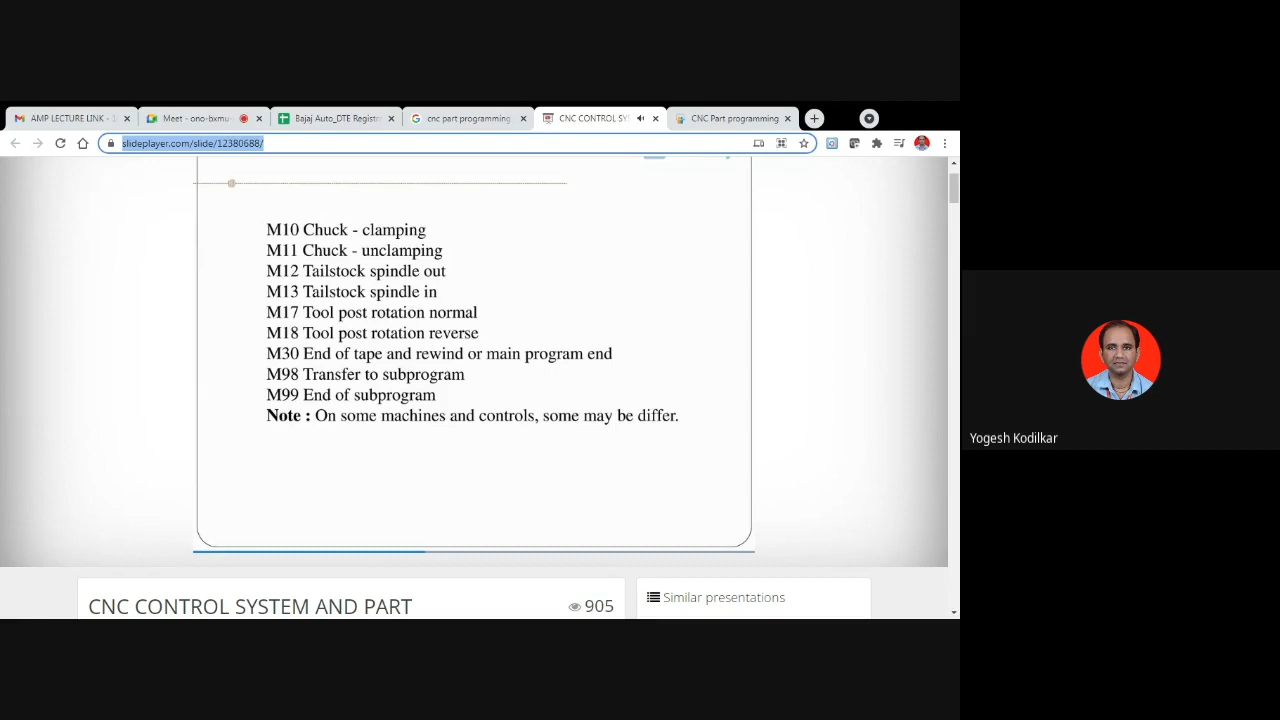 AMP LECTURE LINK -
Meet - ono-bxmu
Bajaj Auto_DTE Registr
cnc part programming
CNC CONTROL SY
CNC Part programming
slideplayer.com/slide/12380688/
M10 Chuck - clamping
M11 Chuck - unclamping
M12 Tailstock spindle out
M13 Tailstock spindle in
M17 Tool post rotation normal
M18 Tool post rotation reverse
M30 End of tape and rewind or main program end
M98 Transfer to subprogram
M99 End of subprogram
Note : On some machines and controls, some may be differ.
Yogesh Kodilkar
CNC CONTROL SYSTEM AND PART
905
Similar presentations